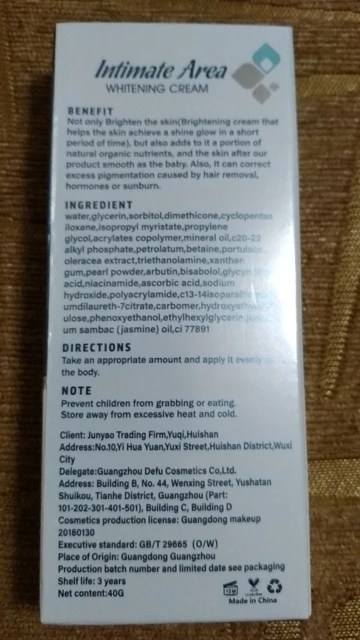 Intimate Area
WHITENING CREAM
BENEFIT
Not only Brighten the skin(Brightening cream that
helps the skin achieve a shine glow in a short
period of time), but also adds to it a portion of
natural organic nutrients, and the skin after our
product smooth as the baby. Also, It can correct
excess pigmentation caused by hair removal,
hormones or sunburn.
INGREDIENT
water,glycerin,sorbitol,dimethicone,cyclopentas
iloxane,isopropyl myristate,propylene
glycol,acrylates copolymer,mineral oil,c20-22
alkyl phosphate,petrolatum,betaine,portulaca
oleracea extract,triethanolamine,xanthan
gum,pearl powder,arbutin,bisabolol,
acid,niacinamide,ascorbic acid,sodium
hydroxide,polyacrylamide,c13-14
umdilaureth-7citrate,carbomer,
ulose,phenoxyethanol,ethylhexylglycerin,
um sambac (jasmine) oil,ci 77891
DIRECTIONS
Take an appropriate amount and apply it evenly
the body.
NOTE
Prevent children from grabbing or eating.
Store away from excessive heat and cold.
Client: Junyao Trading Firm,Yuqi,Huishan
Address:No.10,Yi Hua Yuan,Yuxi Street,Huishan District,Wuxi
City
Delegate:Guangzhou Defu Cosmetics Co,Ltd.
Address: Building B, No. 44, Wenxing Street, Yushatan
Shuikou, Tianhe District, Guangzhou (Part:
101-202-301-401-501), Building C, Building D
Cosmetics production license: Guangdong makeup
20180130
Executive standard: GB/T 29665 (O/W)
Place of Origin: Guangdong Guangzhou
Production batch number and limited date see packaging
Shelf life: 3 years
Net content:40G
Made in China